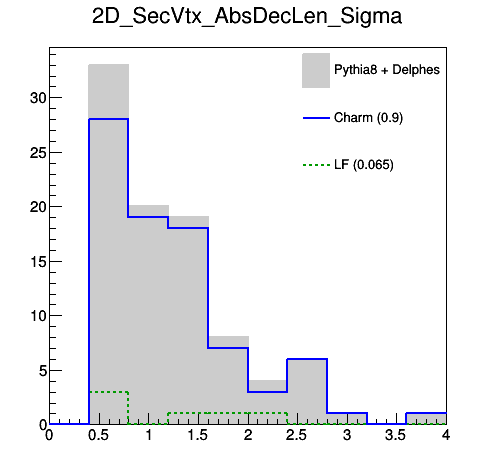 2D_SecVtx_AbsDecLen_Sigma
Pythia8 + Delphes
Charm (0.9)
LF (0.065)
30
25
20
15
10
5
0
0 0.5 1 1.5 2 2.5 3 3.5 4